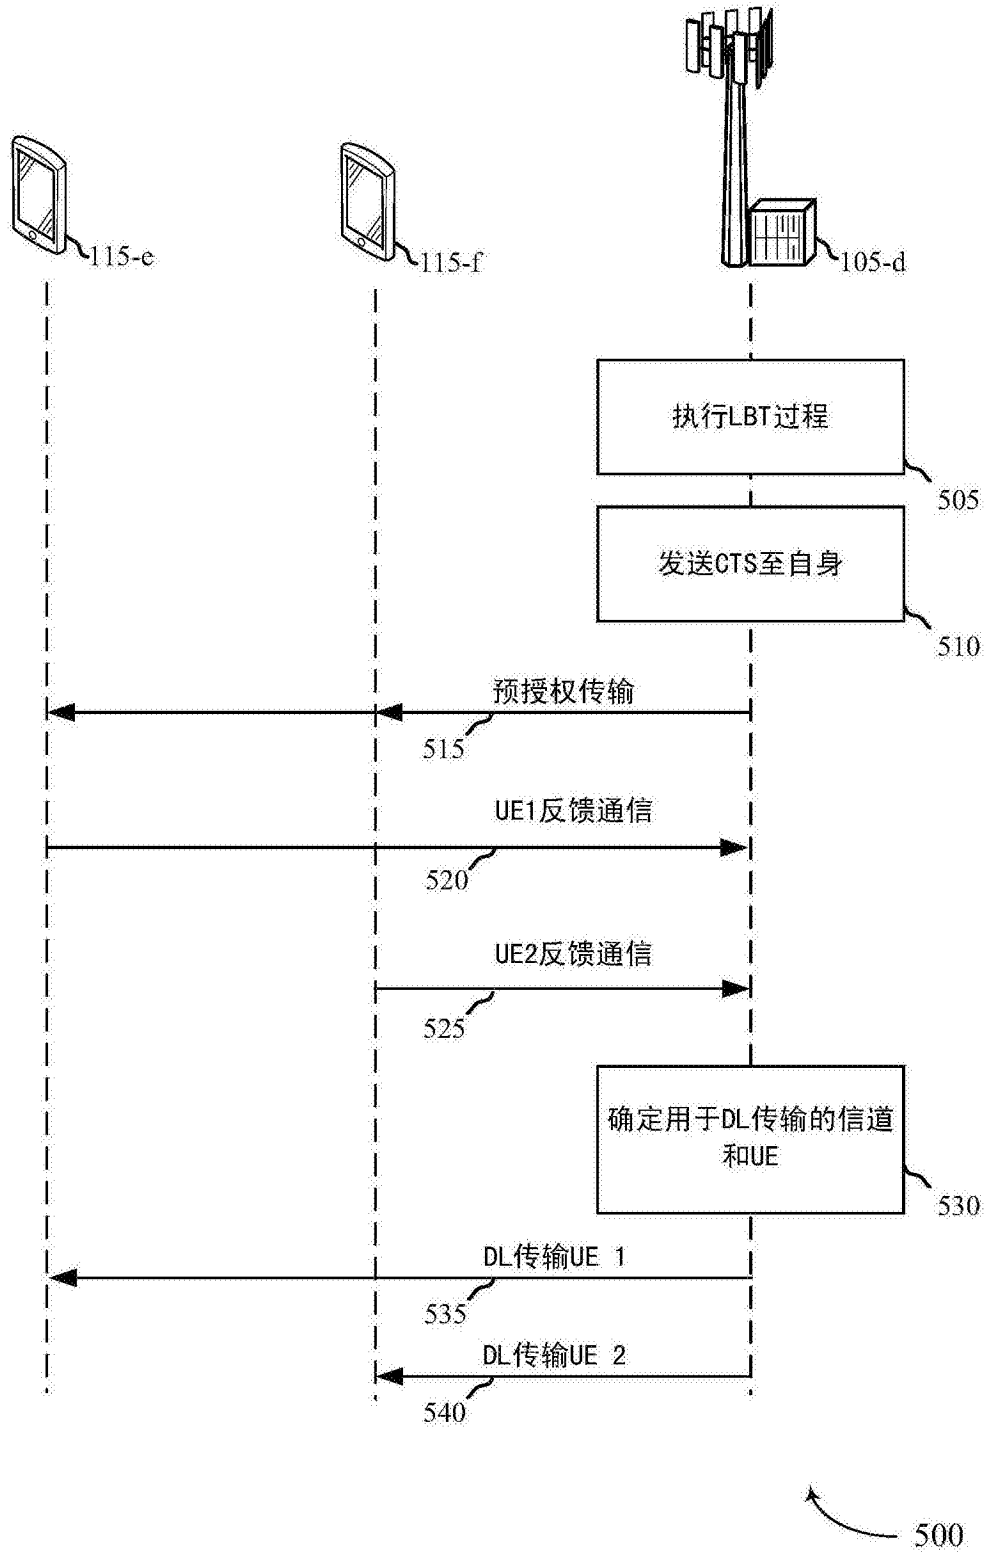 115-e
115-f
105-d
执行LBT过程
505
发送CTS至自身
510
预授权传输
515
UE1反馈通信
520
UE2反馈通信
525
确定用于DL传输的信道
和UE
530
DL传输UE 1
535
DL传输UE 2
540
500